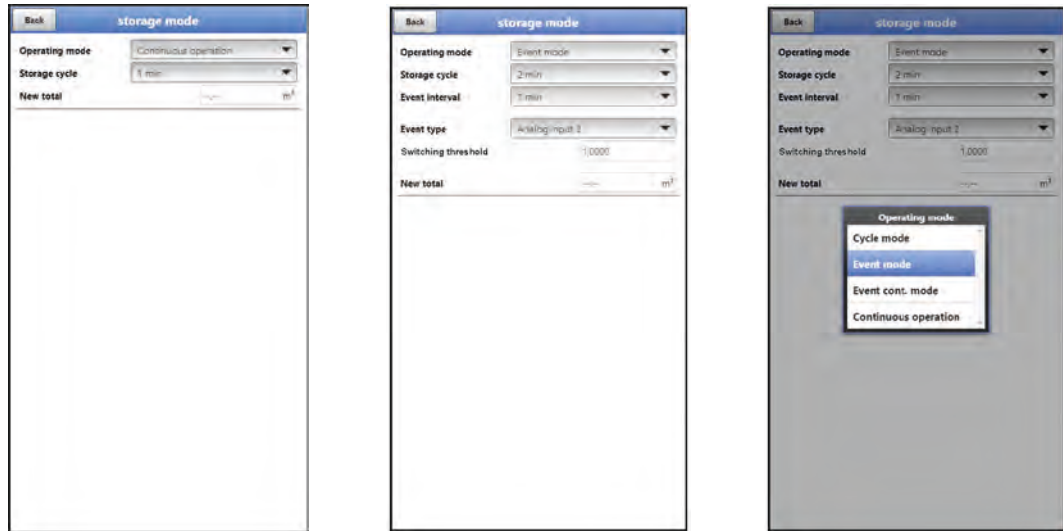 Back storage mode
Operating mode Continuous operation
Storage cycle 1 min
New total --,-- m³
Back storage mode
Operating mode Event mode
Storage cycle 2 min
Event interval 1 min
Event type Analog input 1
Switching threshold 1,0000
New total --,-- m³
Back storage mode
Operating mode Event mode
Storage cycle 2 min
Event interval 1 min
Event type Analog input 1
Switching threshold 1,0000
New total --,-- m³
Operating mode
Cycle mode
Event mode
Event cont. mode
Continuous operation